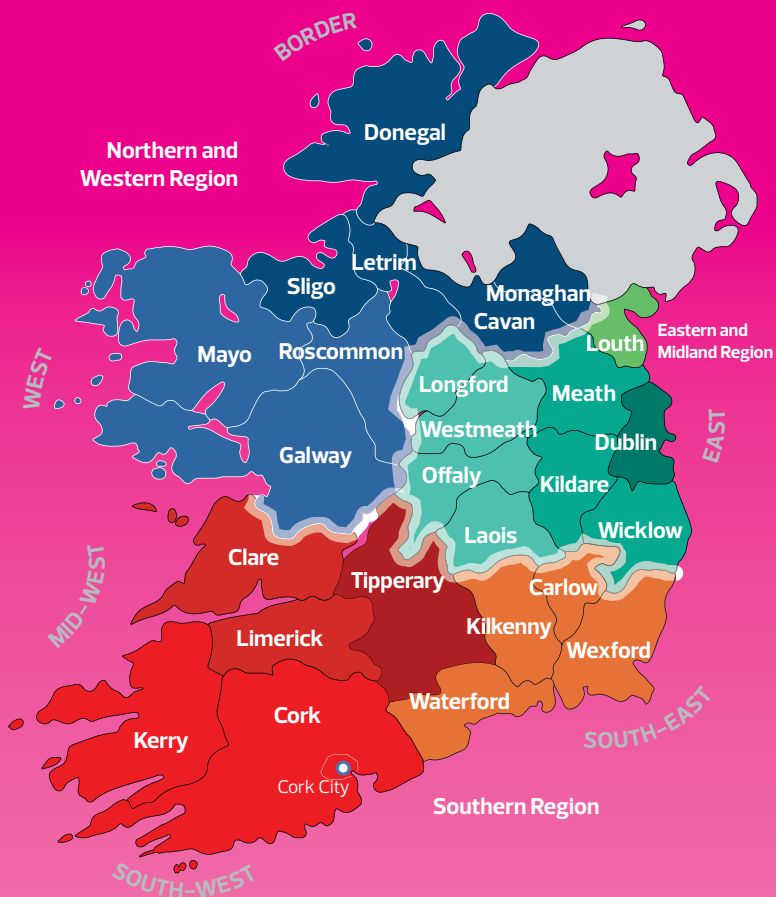 BORDER
Donegal
Northern and
Western Region
Letrim
Sligo
Monaghan
Cavan
Louth
Eastern and
Midland Region
WEST
Mayo
Roscommon
Longford
Meath
Westmeath
EAST
Dublin
Galway
Offaly
Kildare
Laois
Wicklow
Clare
MID-WEST
Tipperary
Carlow
Limerick
Kilkenny
Wexford
Waterford
Cork
SOUTH-EAST
Kerry
Cork City
Southern Region
SOUTH-WEST